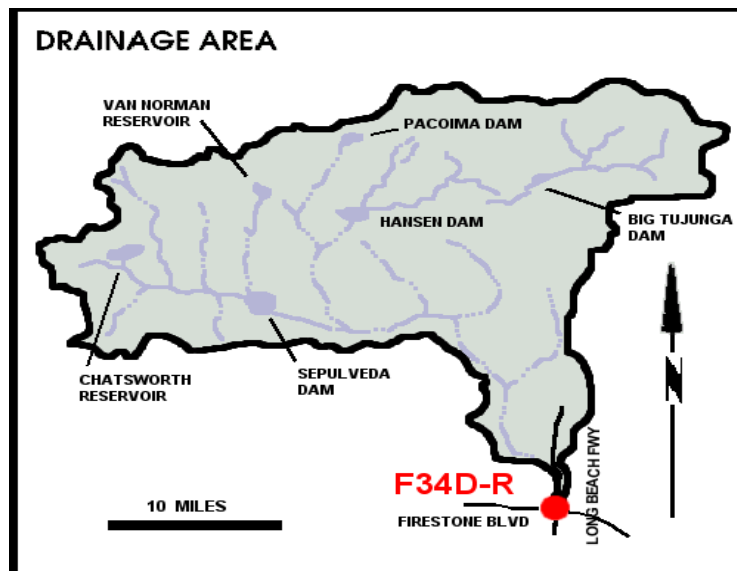 DRAINAGE AREA
VAN NORMAN
RESERVOIR
PACOIMA DAM
HANSEN DAM
BIG TUJUNGA
DAM
CHATSWORTH
RESERVOIR
SEPULVEDA
DAM
N
F34D-R
10 MILES
FIRESTONE BLVD
LONG BEACH FWY